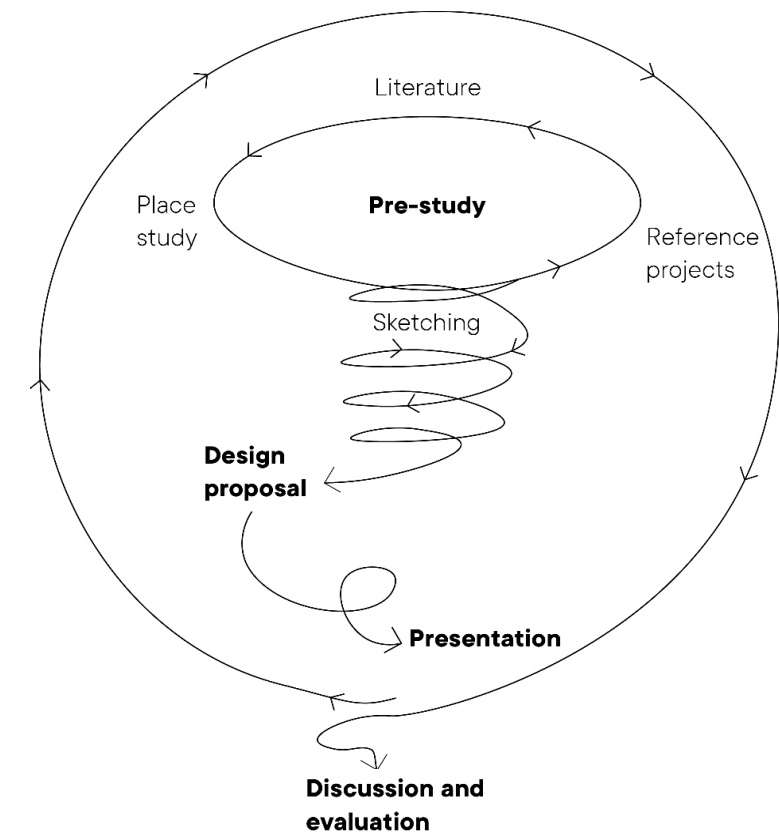 Literature
Pre-study
Place
study
Reference
projects
Sketching
Design
proposal
Presentation
Discussion and
evaluation